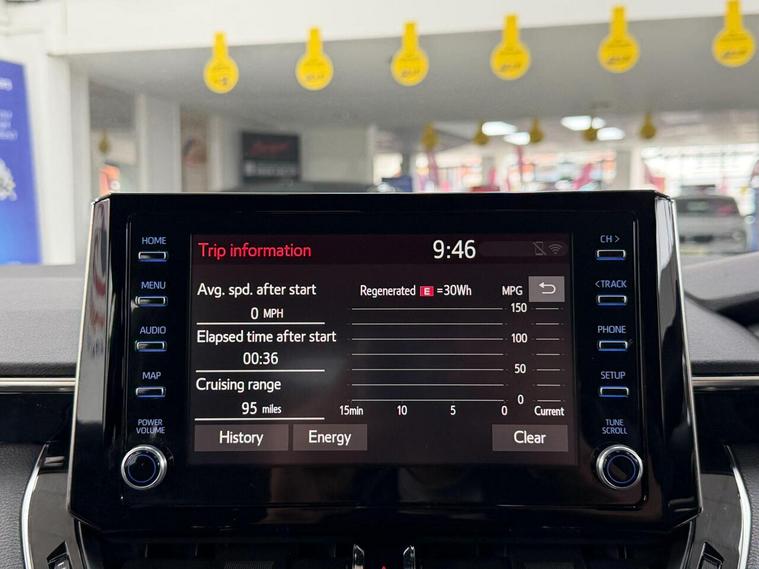 HOME
MENU
AUDIO
MAP
POWER
VOLUME
Trip information
9:46
Avg. spd. after start
0 MPH
Elapsed time after start
00:36
Cruising range
95 miles
Regenerated E =30Wh
MPG
150
100
50
0
15min 10 5 0 Current
History
Energy
Clear
CH >
< TRACK
PHONE
SETUP
TUNE
SCROLL